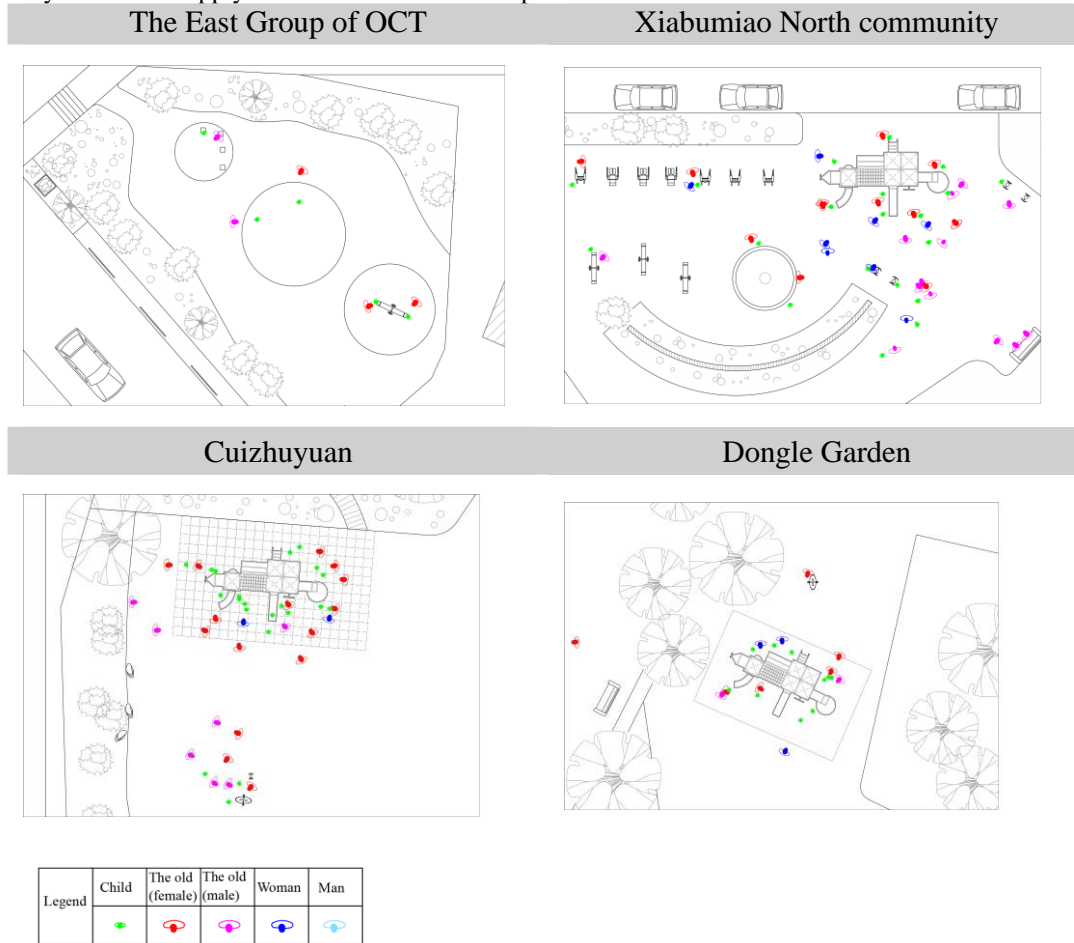 The East Group of OCT
Xiabumiao North community
Cuizhuyuan
Dongle Garden
Legend
Child
The old
(female)
The old
(male)
Woman
Man